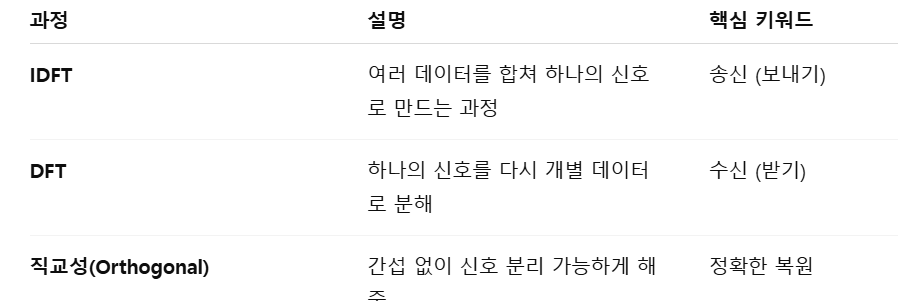 과정 설명 핵심 키워드
IDFT 여러 데이터를 합쳐 하나의 신호 송신 (보내기)
로 만드는 과정
DFT 하나의 신호를 다시 개별 데이터 수신 (받기)
로 분해
직교성(Orthogonal) 간섭 없이 신호 분리 가능하게 해 정확한 복원